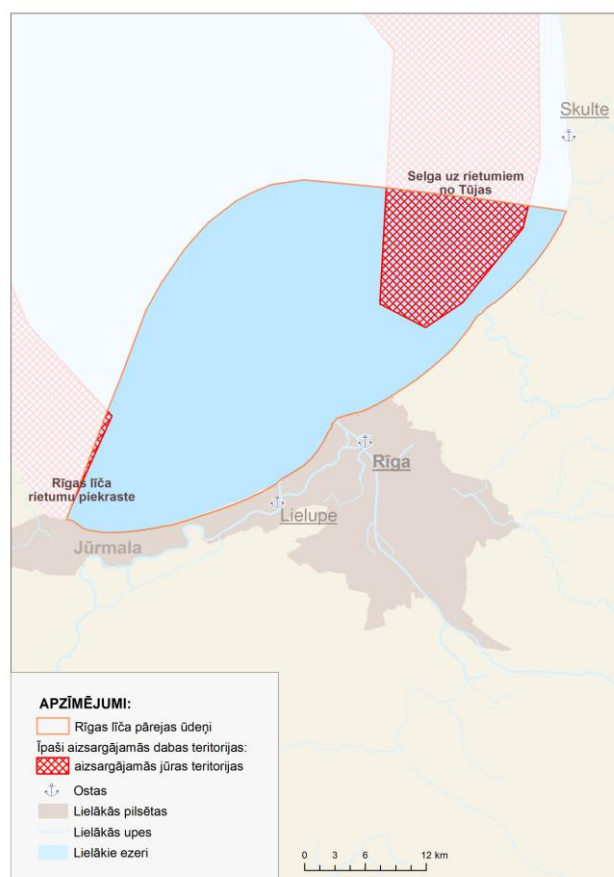 Skulte
Selga uz rietumiem
no Tūjas
Rīgas līča
rietumu piekraste
Rīga
Lielupe
Jūrmala
APZĪMĒJUMI:
Rīgas līča pārejas ūdeņi
Īpaši aizsargājamās dabas teritorijas:
aizsargājamās jūras teritorijas
Ostas
Lielākās pilsētas
Lielākās upes
Lielākie ezeri
0 3 6 12 km